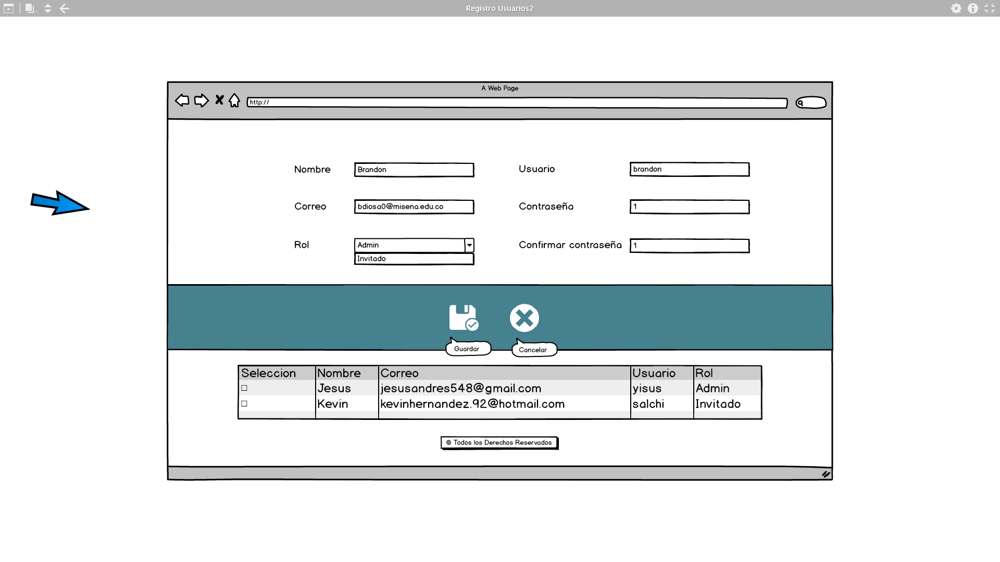 Registro Usuarios2
A Web Page
http://
Nombre Brandon Usuario brandon
Correo bdiosa0@misena.edu.co Contraseña 1
Rol Admin Confirmar contraseña 1
Invitado
Guardar Cancelar
Seleccion Nombre Correo Usuario Rol
Jesus jesusandres548@gmail.com yisus Admin
Kevin kevinhernandez.92@hotmail.com salchi Invitado
© Todos los Derechos Reservados